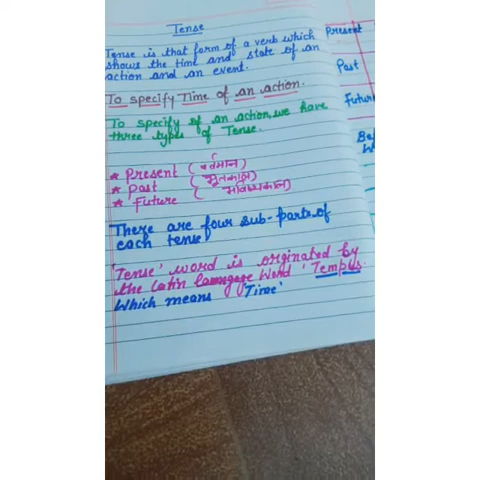 Tense
Tense is that form of a verb which
shows the time and state of an
action and an event.
To specify Time of an action.
To specify of an action, we have
three types of Tense.
* Present (वर्तमान)
* Past (भूतकाल)
* Future (भविष्यकाल)
There are four sub-parts of
each tense
'Tense' word is orginated by
the Latin Language Word 'Tempus.
Which means 'Time'
Present
Past
Future